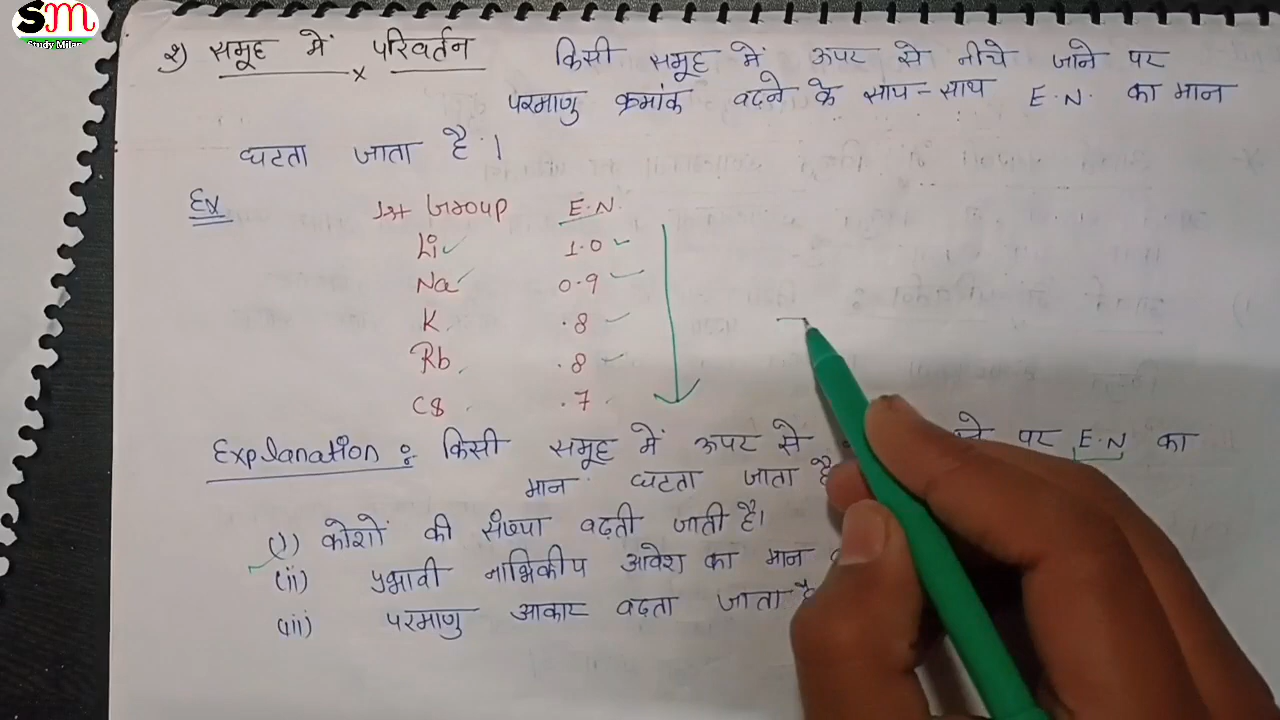 SM
Study Milan
२) समूह में परिवर्तन किसी समूह में ऊपर से नीचे जाने पर
परमाणु क्रमांक बढ़ने के साथ-साथ E.N. का मान
घटता जाता है।
Ex 1st Group E.N
Li 1.0
Na 0.9
K .8
Rb .8
Cs .7
Explanation : किसी समूह में ऊपर से पर E.N का
मान घटता जाता है
(i) कोशों की संख्या बढ़ती जाती है।
(ii) प्रभावी नाभिकीय आवेश का मान
(iii) परमाणु आकार बढ़ता जाता है